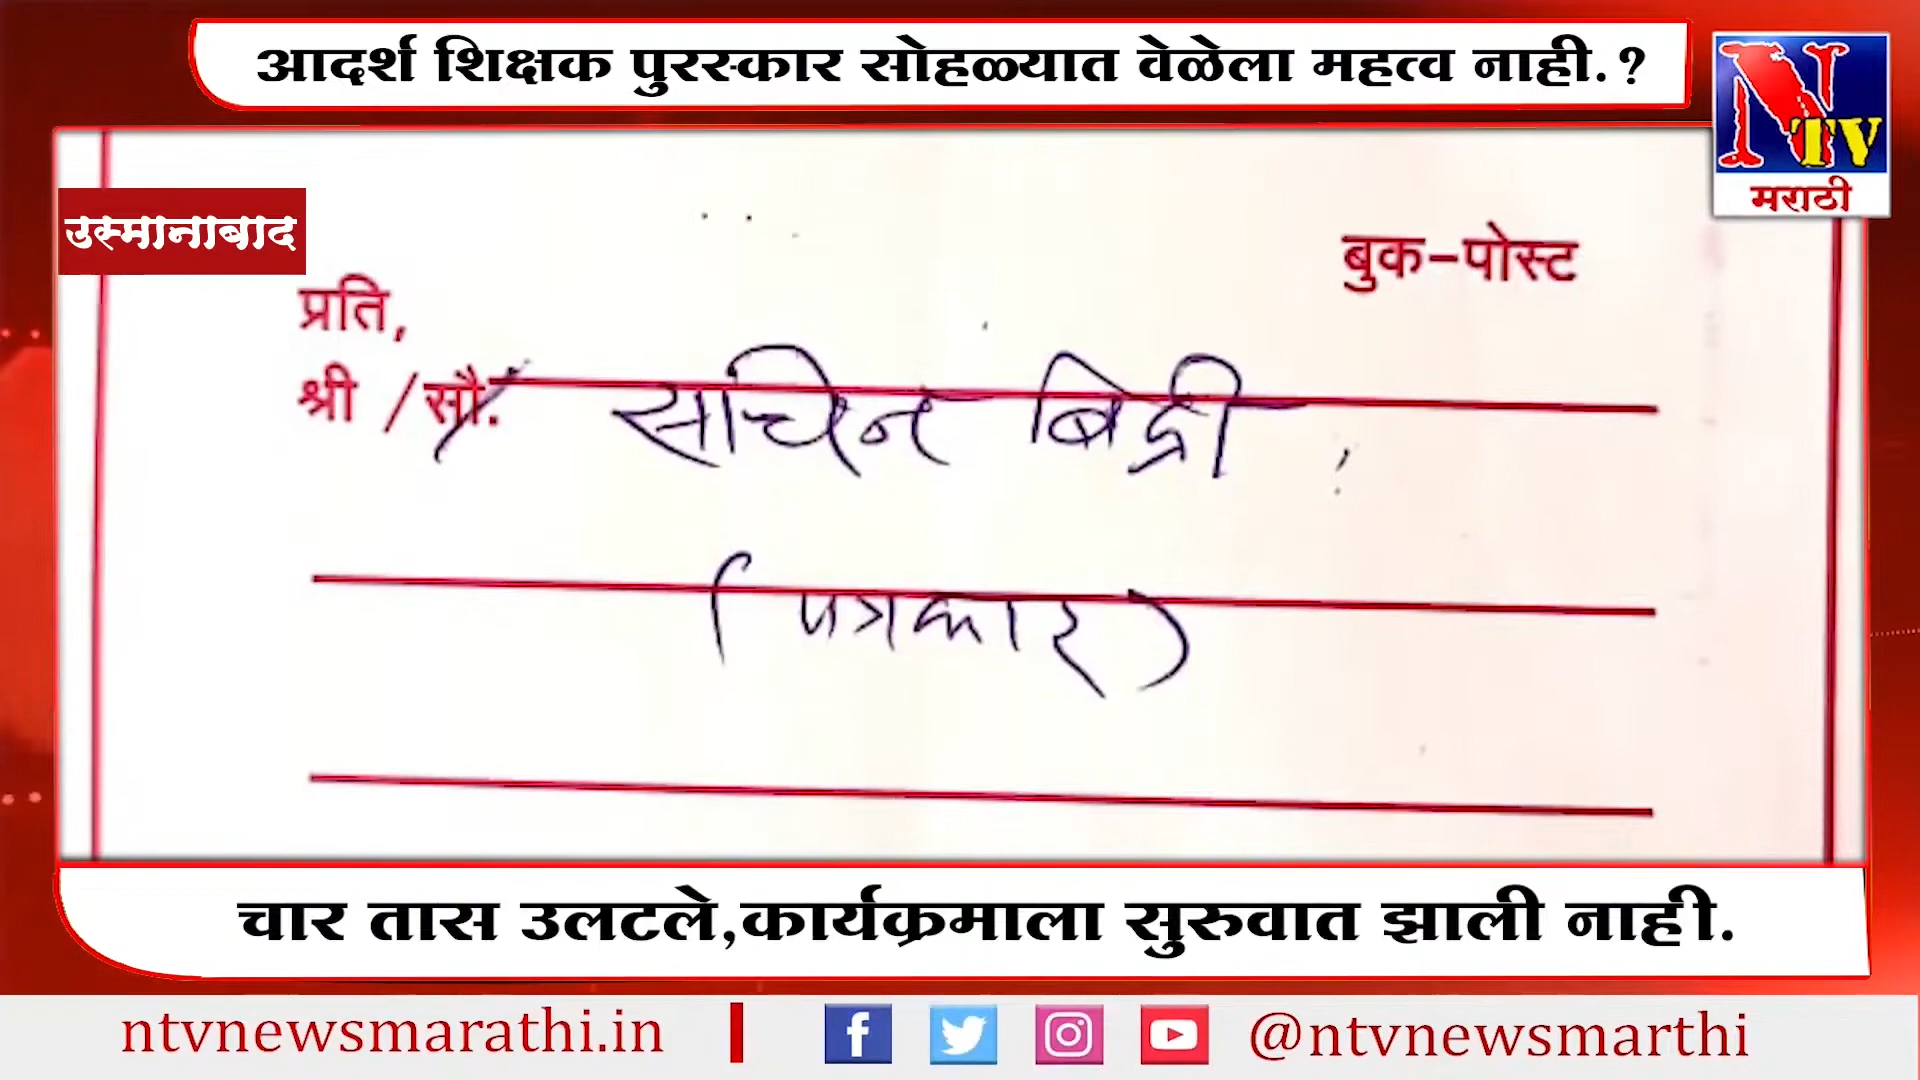 आदर्श शिक्षक पुरस्कार सोहळ्यात वेळेला महत्व नाही.?
NTV
मराठी
उस्मानाबाद
बुक-पोस्ट
प्रति,
श्री /सौ. सचिन बिद्री
(पत्रकार)
चार तास उलटले,कार्यक्रमाला सुरुवात झाली नाही.
ntvnewsmarathi.in | @ntvnewsmarthi